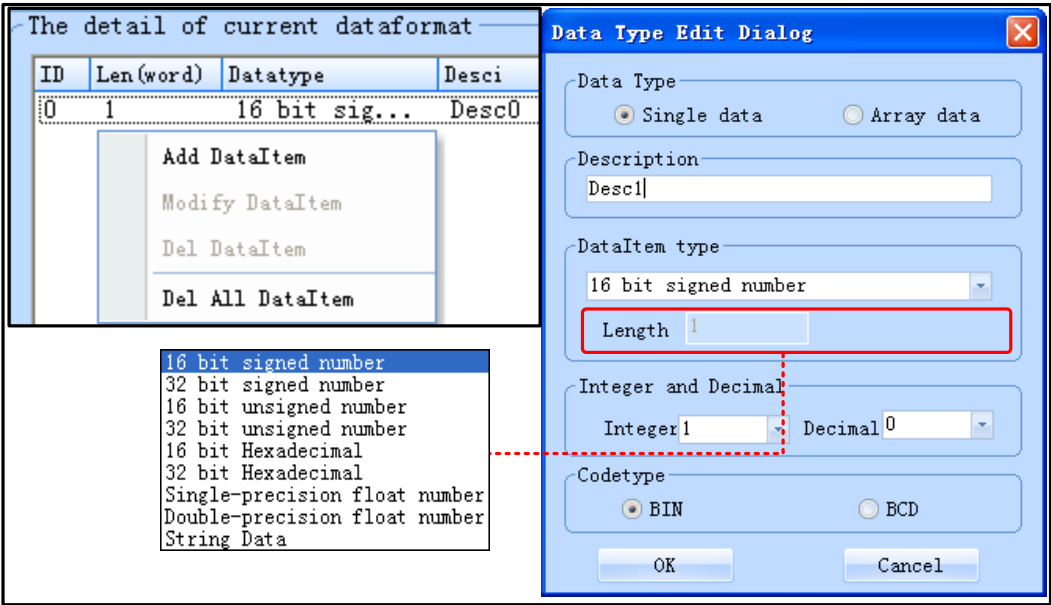 The detail of current dataformat
ID Len(word) Datatype Desci
0 1 16 bit sig... Desc0
Add DataItem
Modify DataItem
Del DataItem
Del All DataItem
16 bit signed number
32 bit signed number
16 bit unsigned number
32 bit unsigned number
16 bit Hexadecimal
32 bit Hexadecimal
Single-precision float number
Double-precision float number
String Data
Data Type Edit Dialog
Data Type
Single data Array data
Description
Desc1
DataItem type
16 bit signed number
Length 1
Integer and Decimal
Integer 1 Decimal 0
Codetype
BIN BCD
OK Cancel